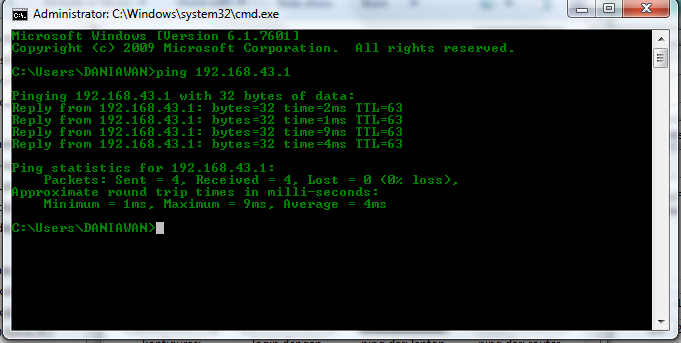 Administrator: C:\Windows\system32\cmd.exe
Microsoft Windows [Version 6.1.7601]
Copyright (c) 2009 Microsoft Corporation.  All rights reserved.
C:\Users\DANIAWAN>ping 192.168.43.1
Pinging 192.168.43.1 with 32 bytes of data:
Reply from 192.168.43.1: bytes=32 time=2ms TTL=63
Reply from 192.168.43.1: bytes=32 time=1ms TTL=63
Reply from 192.168.43.1: bytes=32 time=9ms TTL=63
Reply from 192.168.43.1: bytes=32 time=4ms TTL=63
Ping statistics for 192.168.43.1:
    Packets: Sent = 4, Received = 4, Lost = 0 (0% loss),
Approximate round trip times in milli-seconds:
    Minimum = 1ms, Maximum = 9ms, Average = 4ms
C:\Users\DANIAWAN>